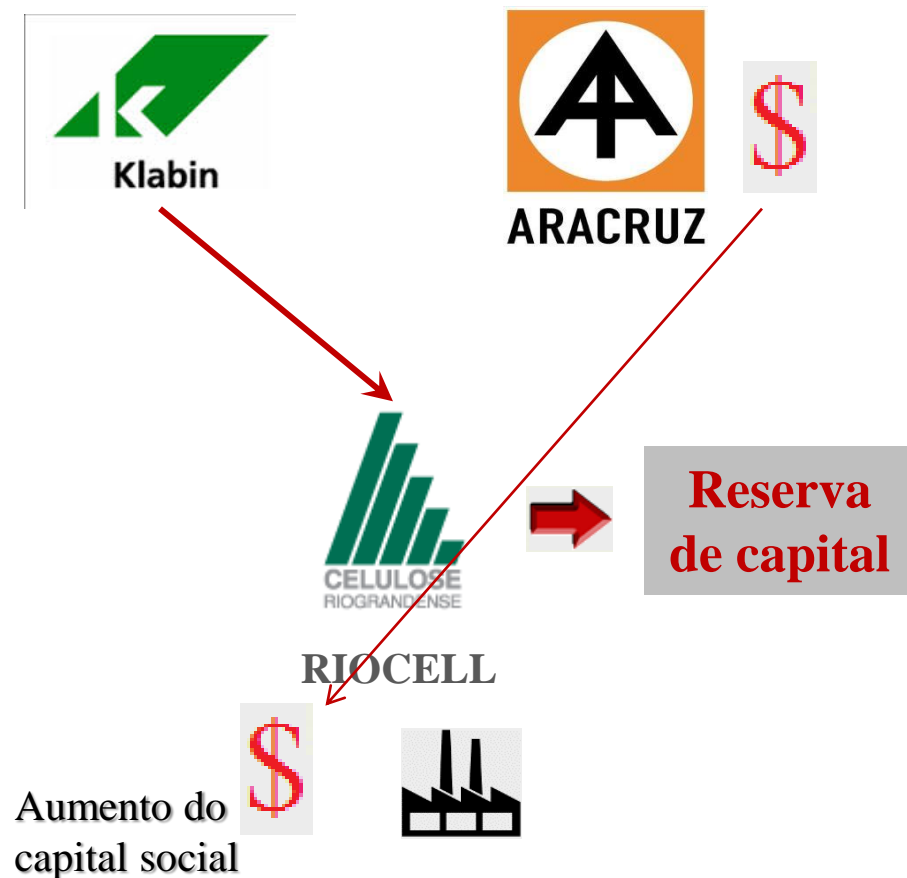 Klabin
ARACRUZ
$
CELULOSE
RIOGRANDENSE
RIOCELL
Reserva
de capital
$
Aumento do
capital social